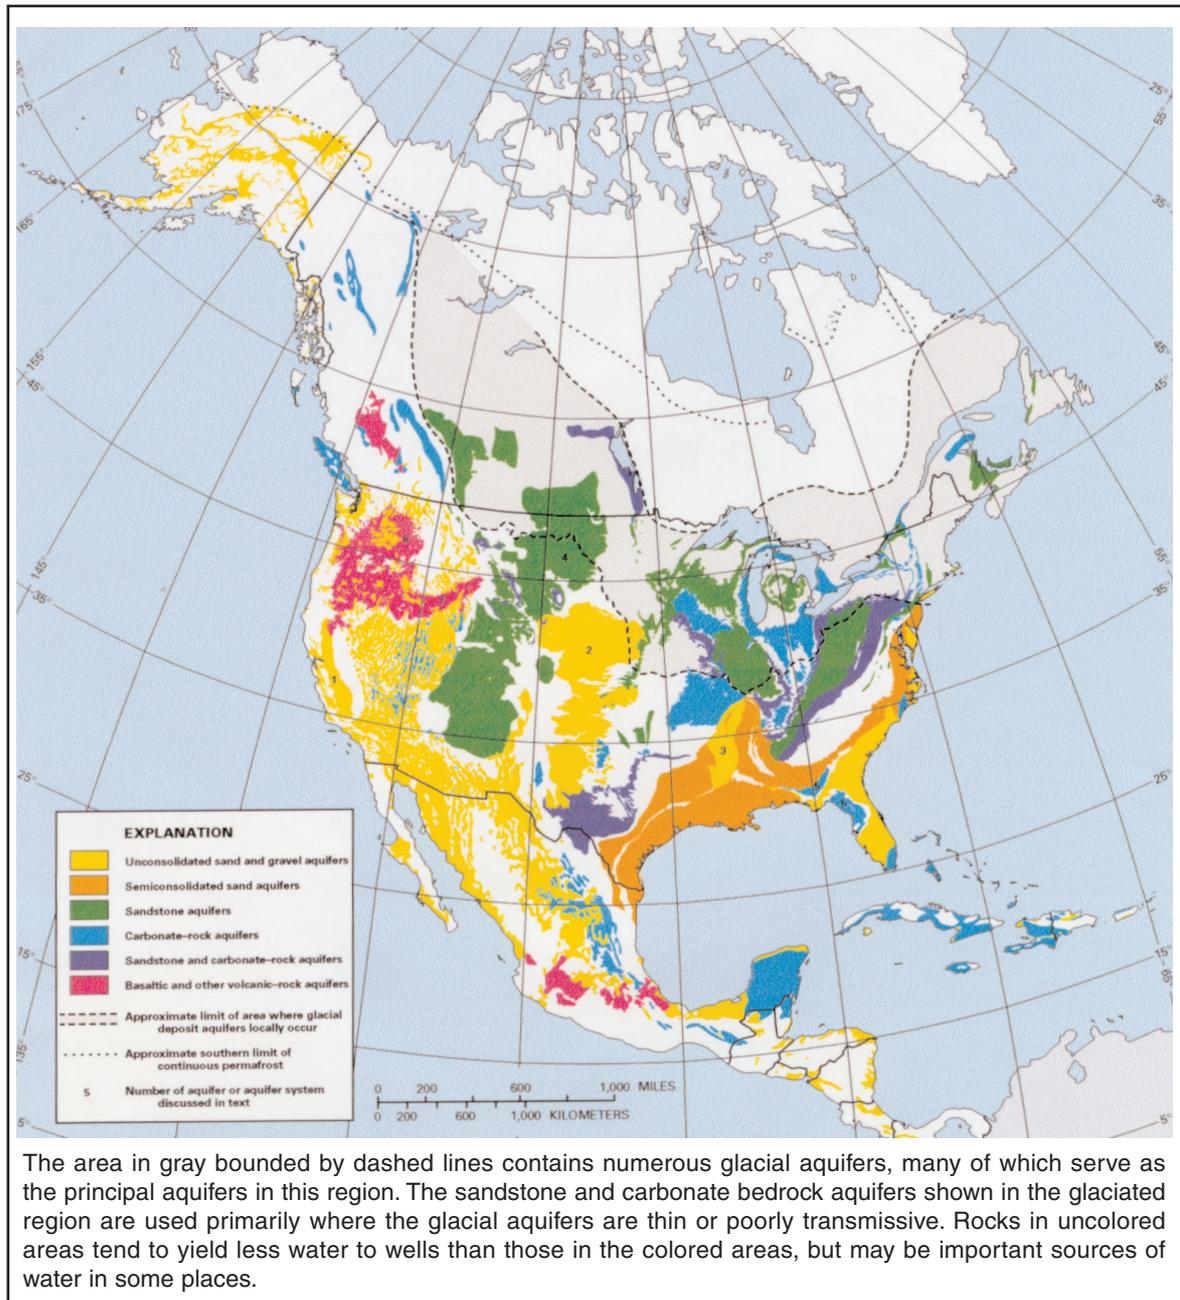 75
175°
165°
155°
45°
145°
35°
25°
15°
135°
5°
25°
55°
35°
45°
45°
55°
35°
25°
15°
65°
5°
1
2
3
4
5
6
EXPLANATION
Unconsolidated sand and gravel aquifers
Semiconsolidated sand aquifers
Sandstone aquifers
Carbonate–rock aquifers
Sandstone and carbonate–rock aquifers
Basaltic and other volcanic–rock aquifers
Approximate limit of area where glacial
deposit aquifers locally occur
Approximate southern limit of
continuous permafrost
5 Number of aquifer or aquifer system
discussed in text
0 200 600 1,000 MILES
0 200 600 1,000 KILOMETERS
The area in gray bounded by dashed lines contains numerous glacial aquifers, many of which serve as
the principal aquifers in this region. The sandstone and carbonate bedrock aquifers shown in the glaciated
region are used primarily where the glacial aquifers are thin or poorly transmissive. Rocks in uncolored
areas tend to yield less water to wells than those in the colored areas, but may be important sources of
water in some places.